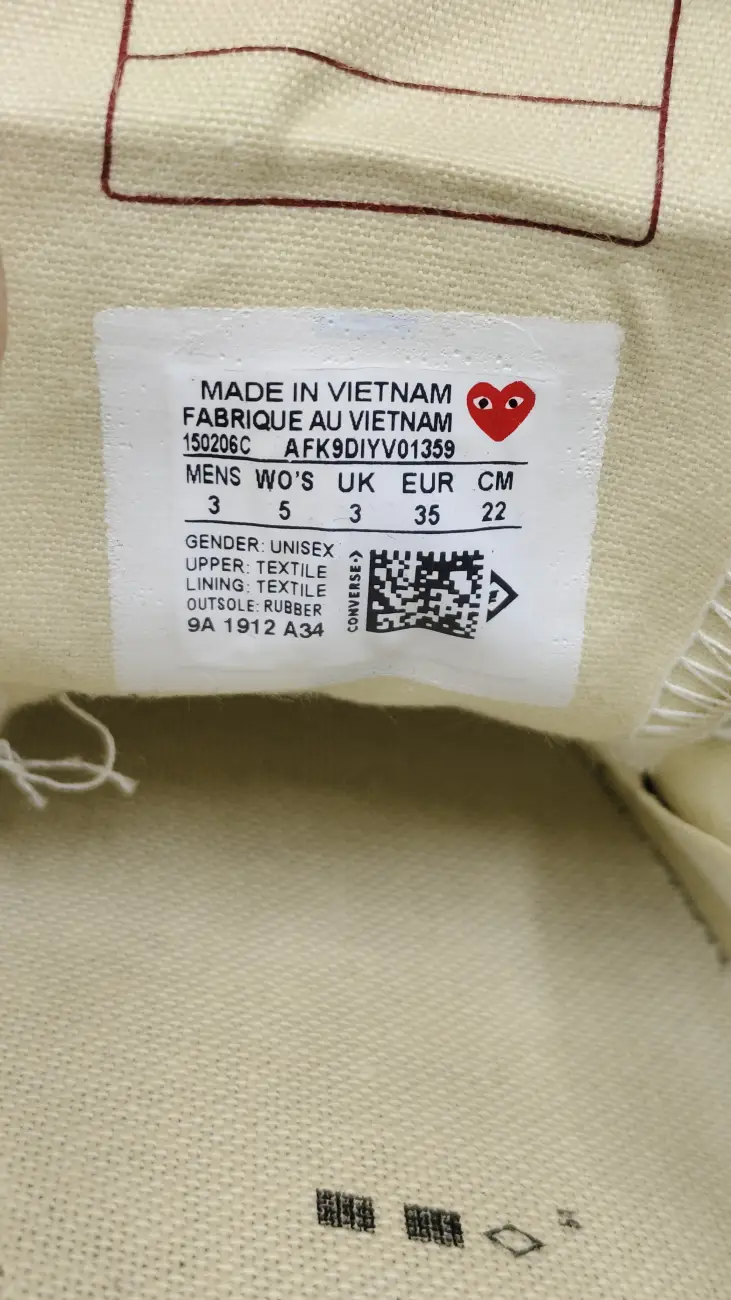 MADE IN VIETNAM
FABRIQUE AU VIETNAM
150206C AFK9DIYV01359
MENS WO'S UK EUR CM
3 5 3 35 22
GENDER: UNISEX
UPPER: TEXTILE
LINING: TEXTILE
OUTSOLE: RUBBER
9A 1912 A34
CONVERSE